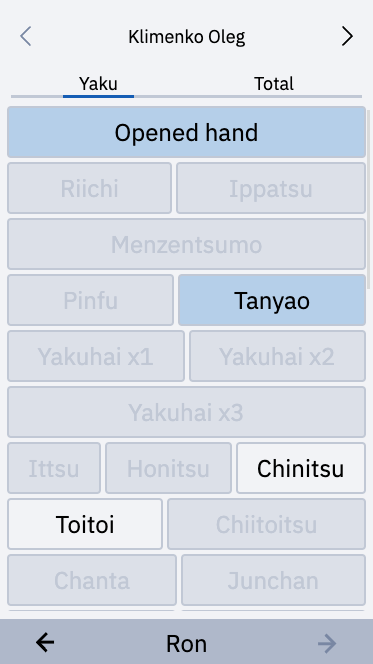 Klimenko Oleg
Yaku Total
Opened hand
Riichi Ippatsu
Menzentsumo
Pinfu Tanyao
Yakuhai x1 Yakuhai x2
Yakuhai x3
Ittsu Honitsu Chinitsu
Toitoi Chiitoitsu
Chanta Junchan
Ron